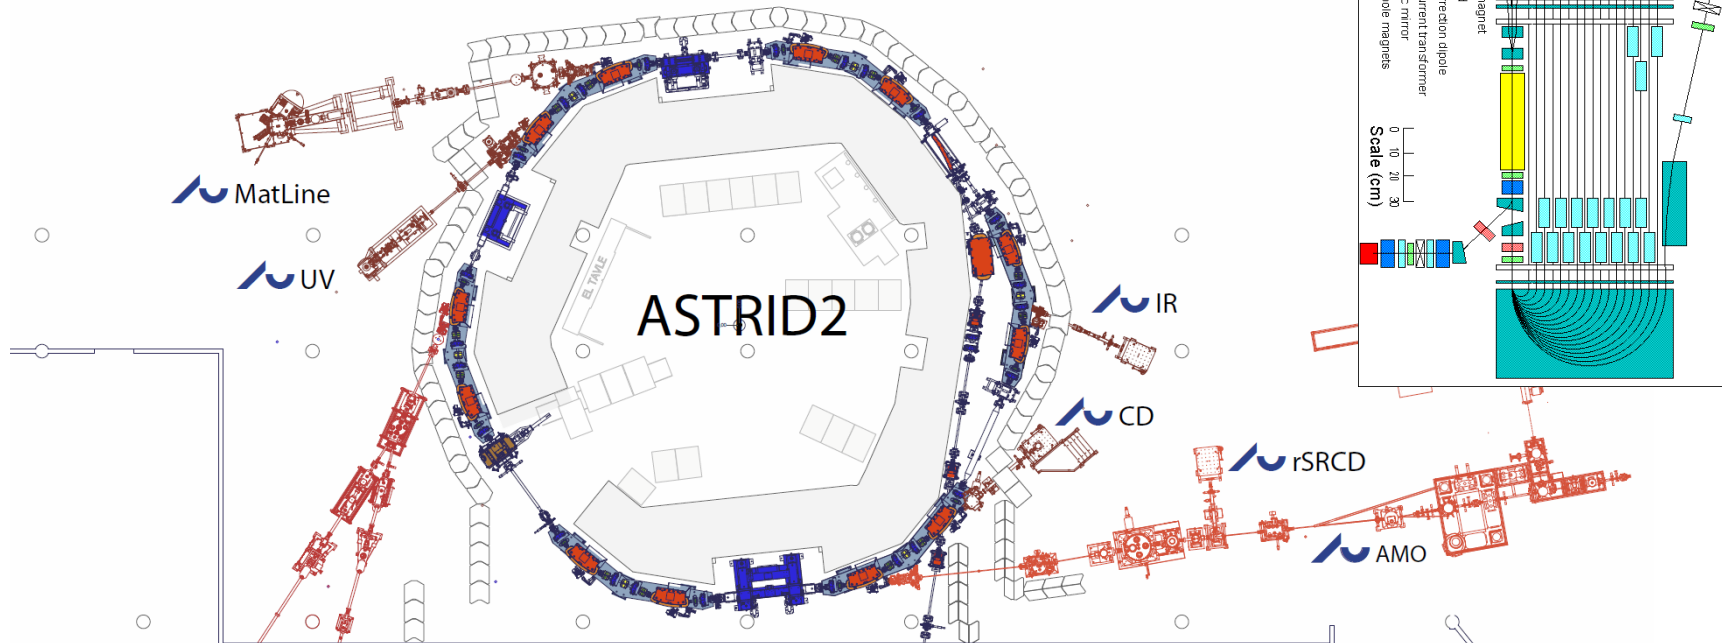 MatLine
UV
EL TAVLE
ASTRID2
IR
CD
rSRCD
AMO
agnet
rection dipole
urrent transformer
c mirror
ole magnets
Scale (cm)
0
10
20
30